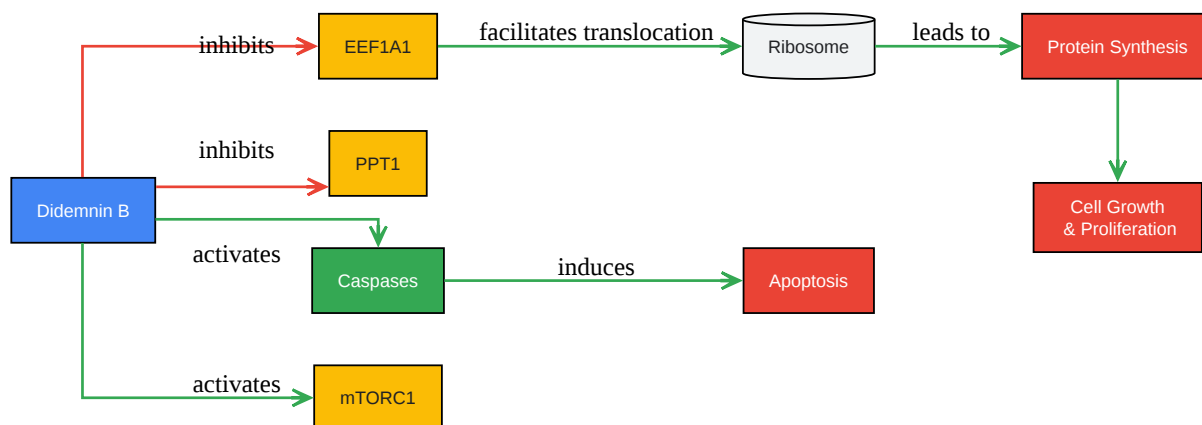 inhibits
EEF1A1
facilitates translocation
Ribosome
leads to
Protein Synthesis
inhibits
PPT1
Didemnin B
Cell Growth
& Proliferation
activates
Caspases
induces
Apoptosis
activates
mTORC1